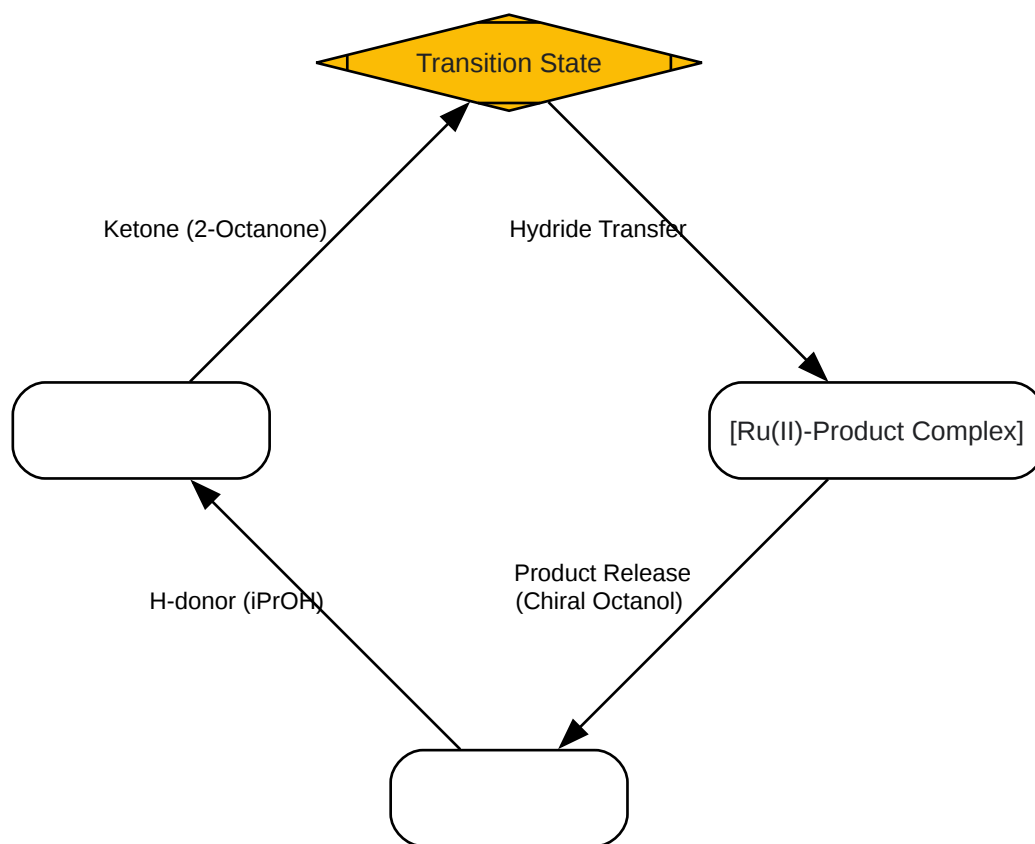 Transition State
Ketone (2-Octanone)
Hydride Transfer
[Ru(II)-Product Complex]
Product Release
(Chiral Octanol)
H-donor (iPrOH)